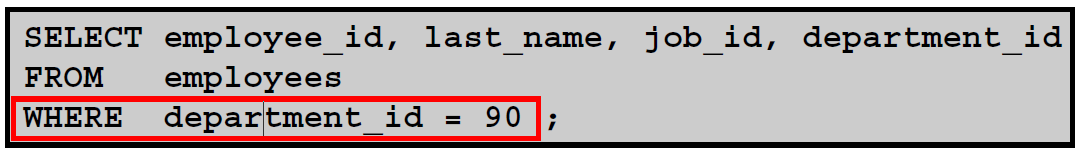 SELECT employee_id, last_name, job_id, department_id
FROM   employees
WHERE  department_id = 90 ;